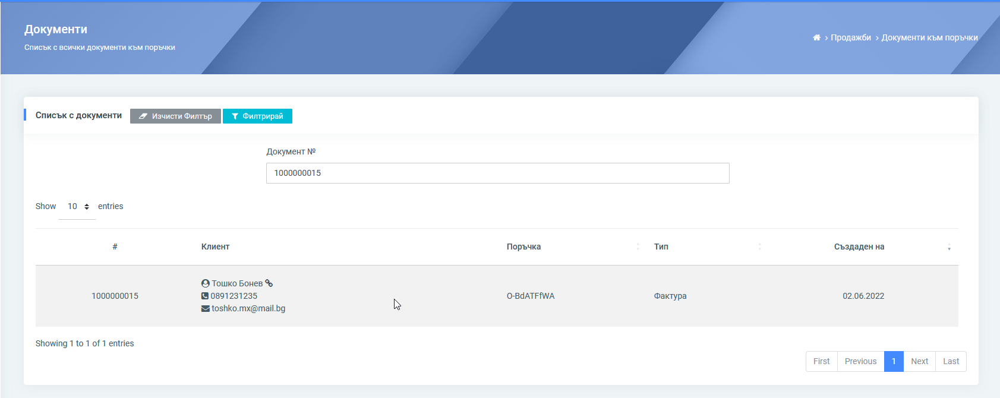 Документи
Списък с всички документи към поръчки
Продажби › Документи към поръчки
Списък с документи Изчисти Филтър Филтрирай
Документ №
1000000015
Show 10 entries
# Клиент Поръчка Тип Създаден на
Тошко Бонев
1000000015 0891231235 O-BdATFfWA Фактура 02.06.2022
toshko.mx@mail.bg
Showing 1 to 1 of 1 entries
First Previous 1 Next Last